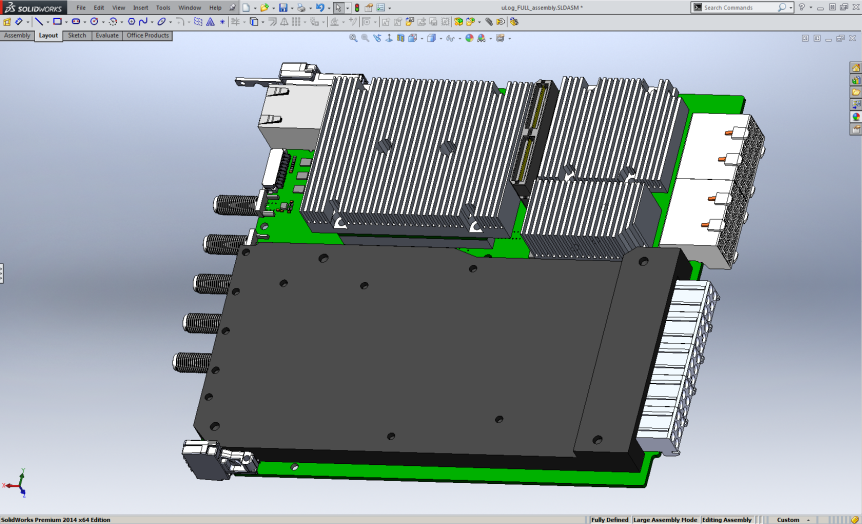 SOLIDWORKS File Edit View Insert Tools Window Help uLog_FULL_assembly.SLDASM * Search Commands
Assembly Layout Sketch Evaluate Office Products
Y
X
Z
SolidWorks Premium 2014 x64 Edition Fully Defined Large Assembly Mode Editing Assembly Custom